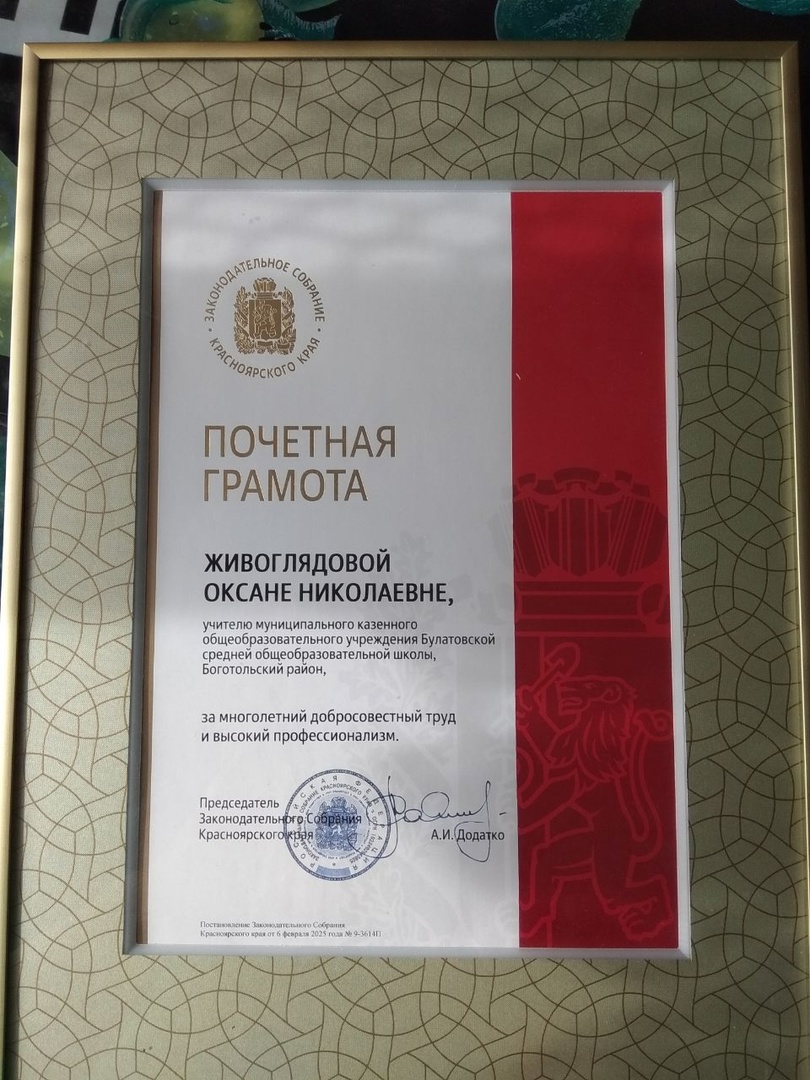 ЗАКОНОДАТЕЛЬНОЕ СОБРАНИЕ
КРАСНОЯРСКОГО КРАЯ
ПОЧЕТНАЯ
ГРАМОТА
ЖИВОГЛЯДОВОЙ
ОКСАНЕ НИКОЛАЕВНЕ,
учителю муниципального казенного
общеобразовательного учреждения Булатовской
средней общеобразовательной школы,
Боготольский район,
за многолетний добросовестный труд
и высокий профессионализм.
Председатель
Законодательного Собрания
Красноярского края
А.И. Додатко
РОССИЙСКАЯ ФЕДЕРАЦИЯ
Постановление Законодательного Собрания
Красноярского края от 6 февраля 2025 года № 9-3614П